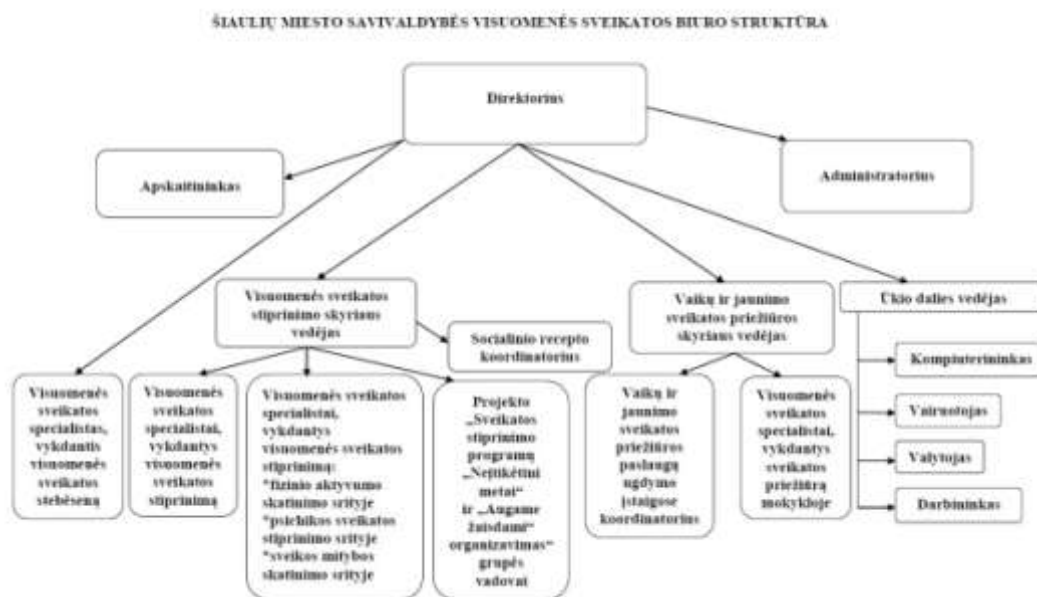 ŠIAULIŲ MIESTO SAVIVALDYBĖS VISUOMENĖS SVEIKATOS BIURO STRUKTŪRA
Direktorius
Apskaitininkas
Administratorius
Visuomenės sveikatos
stiprinimo skyriaus
vedėjas
Socialinio recepto
koordinatorius
Vaikų ir jaunimo
sveikatos priežiūros
skyriaus vedėjas
Ūkio dalies vedėjas
Kompiuterininkas
Vairuotojas
Valytojas
Darbininkas
Visuomenės
sveikatos
specialistas,
vykdantis
visuomenės
sveikatos
stebėseną
Visuomenės
sveikatos
specialistai,
vykdantys
visuomenės
sveikatos
stiprinimą
Visuomenės sveikatos
specialistai,
vykdantys
visuomenės sveikatos
stiprinimą:
*fizinio aktyvumo
skatinimo srityje
*psichikos sveikatos
stiprinimo srityje
*sveikos mitybos
skatinimo srityje
Projekto
„Sveikatos
stiprinimo
programų
„Neįtikėtini
metai“
ir „Augame
žaisdami“
organizavimas“
grupės
vadovai
Vaikų ir
jaunimo
sveikatos
priežiūros
paslaugų
ugdymo
įstaigose
koordinatorius
Visuomenės
sveikatos
specialistai,
vykdantys
sveikatos
priežiūrą
mokykloje